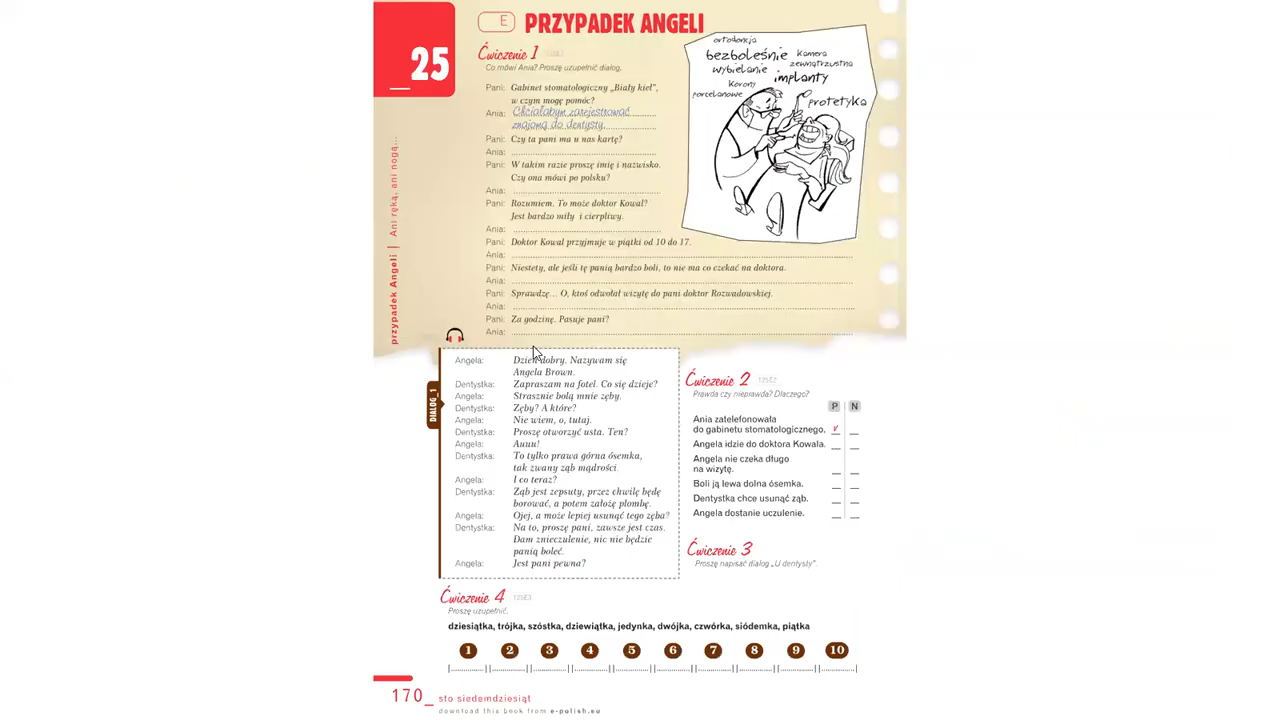 25
E PRZYPADEK ANGELI
Ćwiczenie 1
Co mówi Ania? Proszę uzupełnić dialog.
Pani: Gabinet stomatologiczny „Biały kieł",
w czym mogę pomóc?
Ania: Chciałabym zarejestrować
znajomą do dentysty.
Pani: Czy ta pani ma u nas kartę?
Ania:
Pani: W takim razie proszę imię i nazwisko.
Czy ona mówi po polsku?
Ania:
Pani: Rozumiem. To może doktor Kowal?
Jest bardzo miły i cierpliwy.
Ania:
Pani: Doktor Kowal przyjmuje w piątki od 10 do 17.
Ania:
Pani: Niestety, ale jeśli tę panią bardzo boli, to nie ma co czekać na doktora.
Ania:
Pani: Sprawdzę... O, ktoś odwołał wizytę do pani doktor Rozwadowskiej.
Ania:
Pani: Za godzinę. Pasuje pani?
Ania:
ortodoncja
bezboleśnie
kamera
zewnątrzustna
wybielanie
implanty
korony
porcelanowe
protetyka
przypadek Angeli | Ani ręką, ani nogą...
DIALOG_1
Angela: Dzień dobry. Nazywam się
Angela Brown.
Dentystka: Zapraszam na fotel. Co się dzieje?
Angela: Strasznie bolą mnie zęby.
Dentystka: Zęby? A które?
Angela: Nie wiem, o, tutaj.
Dentystka: Proszę otworzyć usta. Ten?
Angela: Auuu!
Dentystka: To tylko prawa górna ósemka,
tak zwany ząb mądrości.
Angela: I co teraz?
Dentystka: Ząb jest zepsuty, przez chwilę będę
borować, a potem założę plombę.
Angela: Ojej, a może lepiej usunąć tego zęba?
Dentystka: Na to, proszę pani, zawsze jest czas.
Dam znieczulenie, nic nie będzie
panią boleć.
Angela: Jest pani pewna?
Ćwiczenie 2
125E2
Prawda czy nieprawda? Dlaczego?
P N
Ania zatelefonowała
do gabinetu stomatologicznego. v
Angela idzie do doktora Kowala.
Angela nie czeka długo
na wizytę.
Boli ją lewa dolna ósemka.
Dentystka chce usunąć ząb.
Angela dostanie uczulenie.
Ćwiczenie 3
Proszę napisać dialog „U dentysty".
Ćwiczenie 4
125E3
Proszę uzupełnić.
dziesiątka, trójka, szóstka, dziewiątka, jedynka, dwójka, czwórka, siódemka, piątka
1 2 3 4 5 6 7 8 9 10
170_ sto siedemdziesiąt
download this book from e-polish.eu